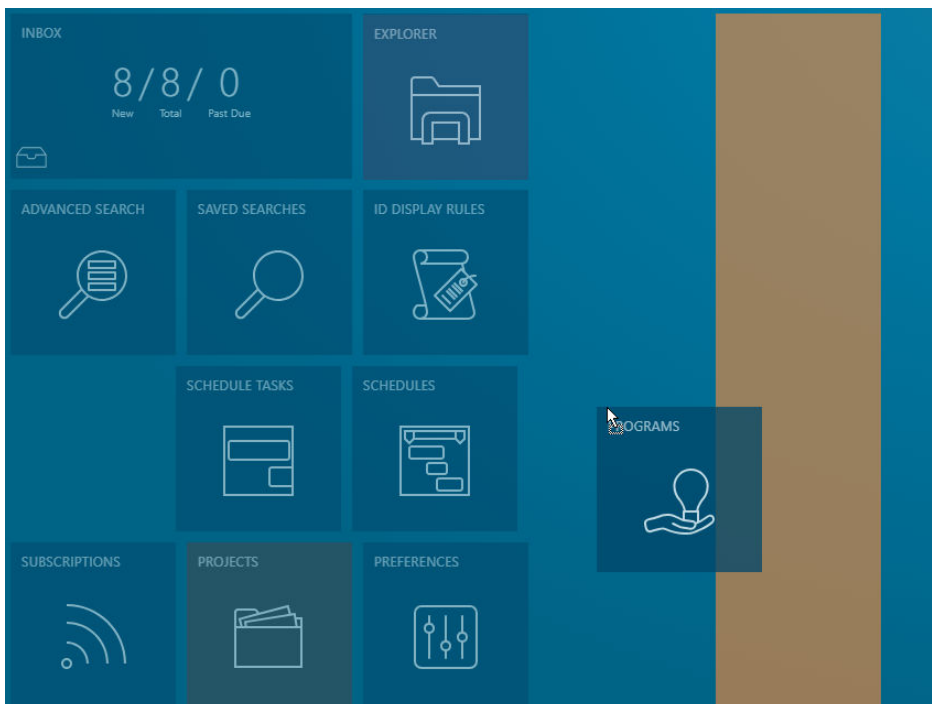 INBOX
8 / 8 / 0
New Total Past Due
EXPLORER
ADVANCED SEARCH
SAVED SEARCHES
ID DISPLAY RULES
SCHEDULE TASKS
SCHEDULES
PROGRAMS
SUBSCRIPTIONS
PROJECTS
PREFERENCES